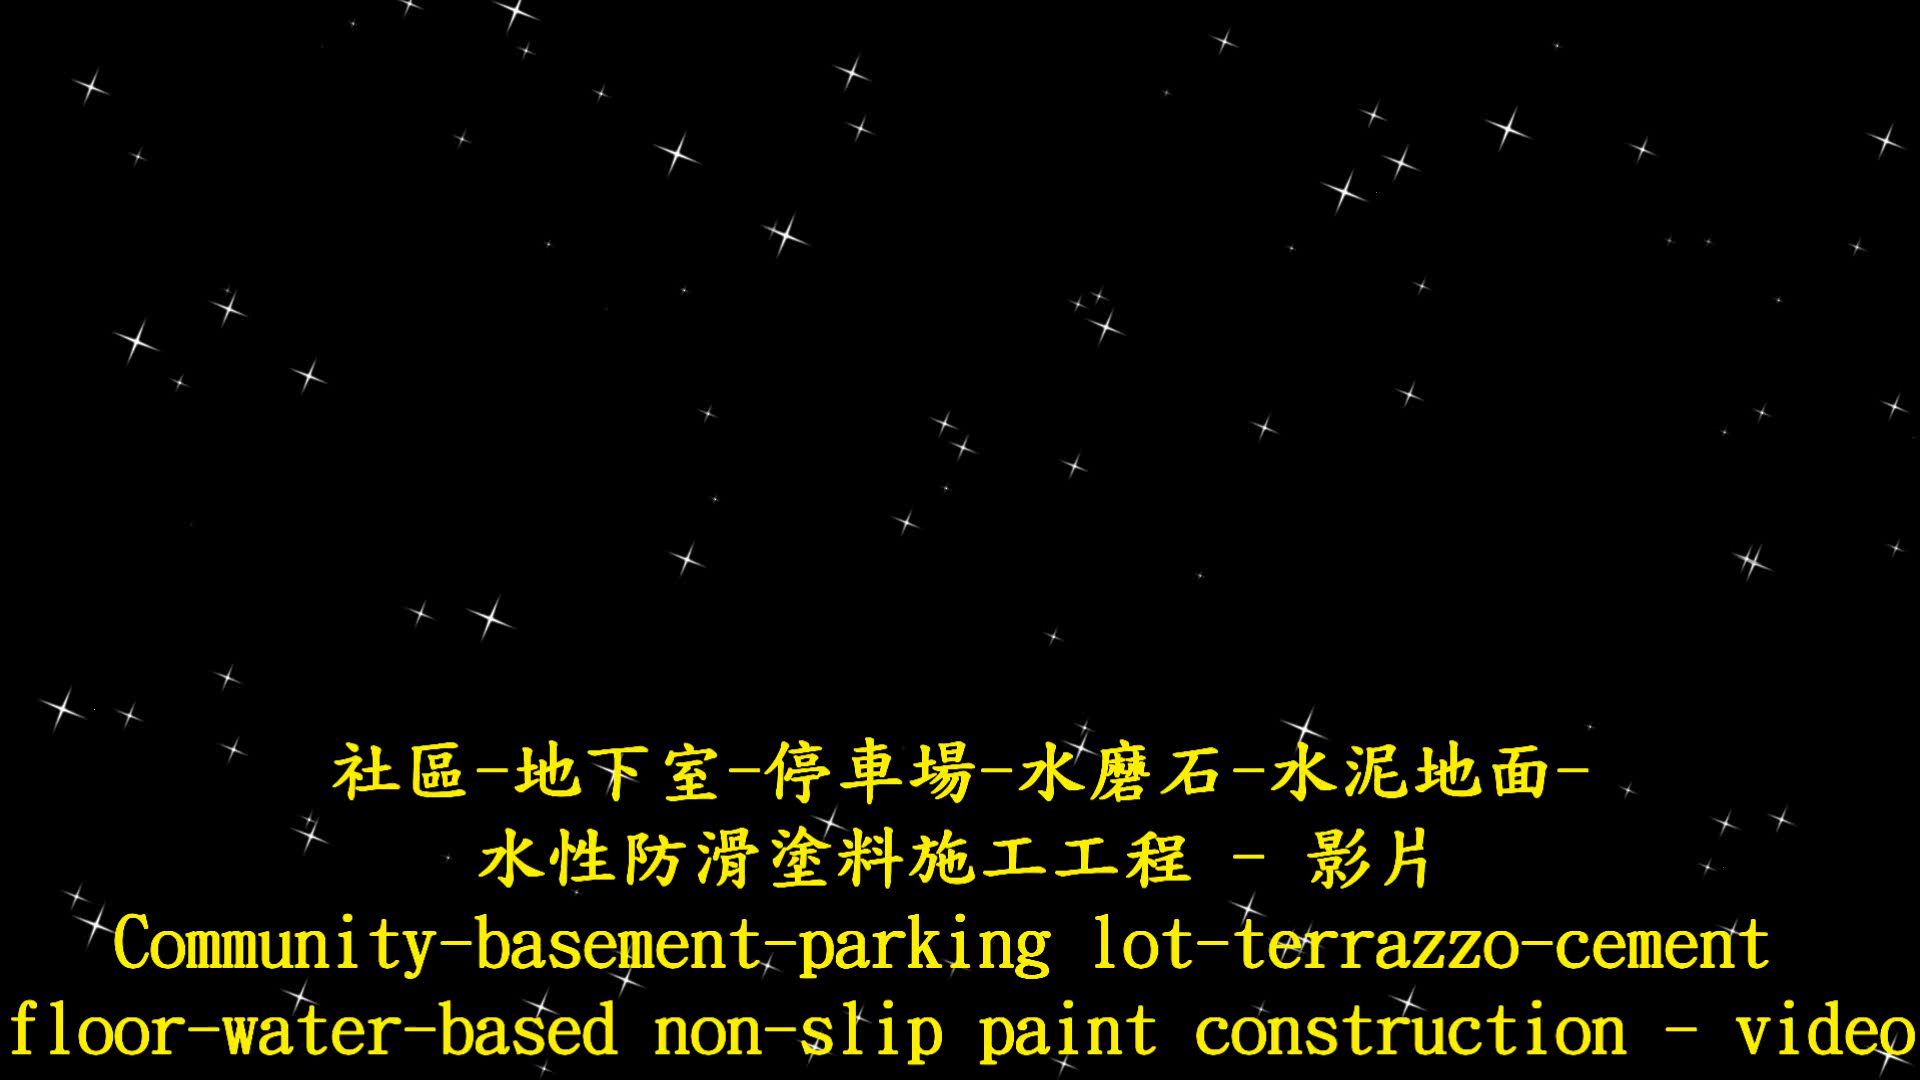 社區-地下室-停車場-水磨石-水泥地面-
水性防滑塗料施工工程 - 影片
Community-basement-parking lot-terrazzo-cement
floor-water-based non-slip paint construction - video